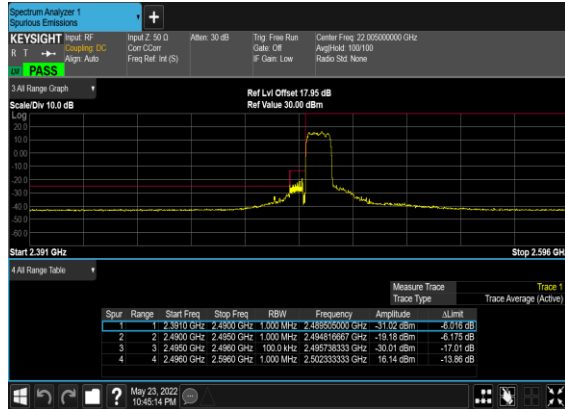 Spectrum Analyzer 1
Spurious Emissions
KEYSIGHT Input: RF Input Z: 50 Ω Atten: 30 dB Trig: Free Run Center Freq: 22.005000000 GHz
R T Coupling: DC Corr CCorr Gate: Off Avg|Hold: 100/100
Align: Auto Freq Ref: Int (S) IF Gain: Low Radio Std: None
PASS
3 All Range Graph
Ref Lvl Offset 17.95 dB
Scale/Div 10.0 dB Ref Value 30.00 dBm
Log
20.0
10.0
0.00
-10.0
-20.0
-30.0
-40.0
-50.0
-60.0
Start 2.391 GHz Stop 2.596 GHz
4 All Range Table
Measure Trace Trace 1
Trace Type Trace Average (Active)
Spur Range Start Freq Stop Freq RBW Frequency Amplitude ΔLimit
1 1 2.3910 GHz 2.4900 GHz 1.000 MHz 2.489505000 GHz -31.02 dBm -6.016 dB
2 2 2.4900 GHz 2.4950 GHz 1.000 MHz 2.494816667 GHz -19.18 dBm -6.175 dB
3 3 2.4950 GHz 2.4960 GHz 100.0 kHz 2.495738333 GHz -30.01 dBm -17.01 dB
4 4 2.4960 GHz 2.5960 GHz 1.000 MHz 2.502333333 GHz 16.14 dBm -13.86 dB
May 23, 2022
10:45:14 PM